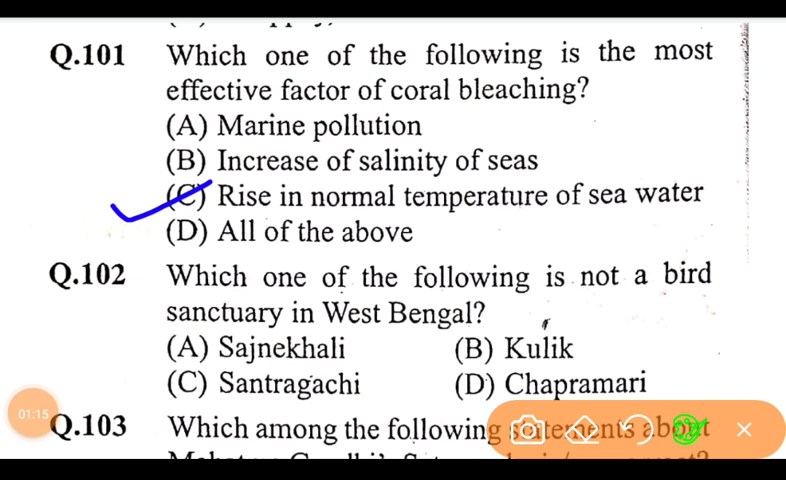 Q.101 Which one of the following is the most
effective factor of coral bleaching?
(A) Marine pollution
(B) Increase of salinity of seas
(C) Rise in normal temperature of sea water
(D) All of the above
Q.102 Which one of the following is not a bird
sanctuary in West Bengal?
(A) Sajnekhali (B) Kulik
(C) Santragachi (D) Chapramari
01:15
Q.103 Which among the following statements about